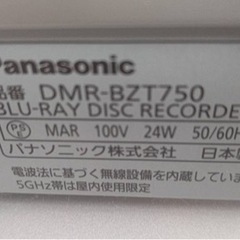 Panasonic
品番 DMR-BZT750
BLU-RAY DISC RECORDE
PS E MAR 100V 24W 50/60H
パナソニック株式会社 日本
電波法に基づく無線設備を内蔵してい
5GHz帯は屋内使用限定